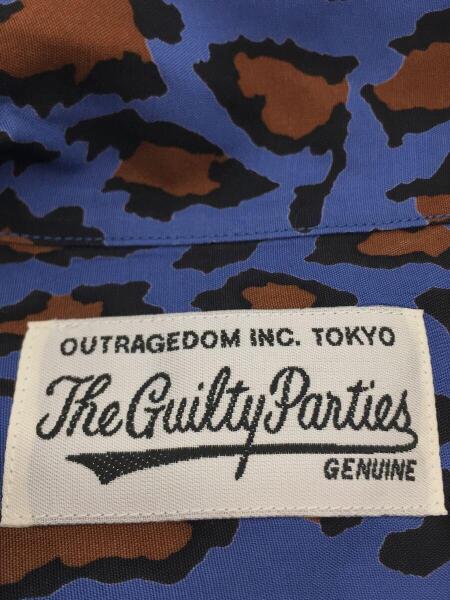 OUTRAGEDOM INC. TOKYO
The Guilty Parties
GENUINE